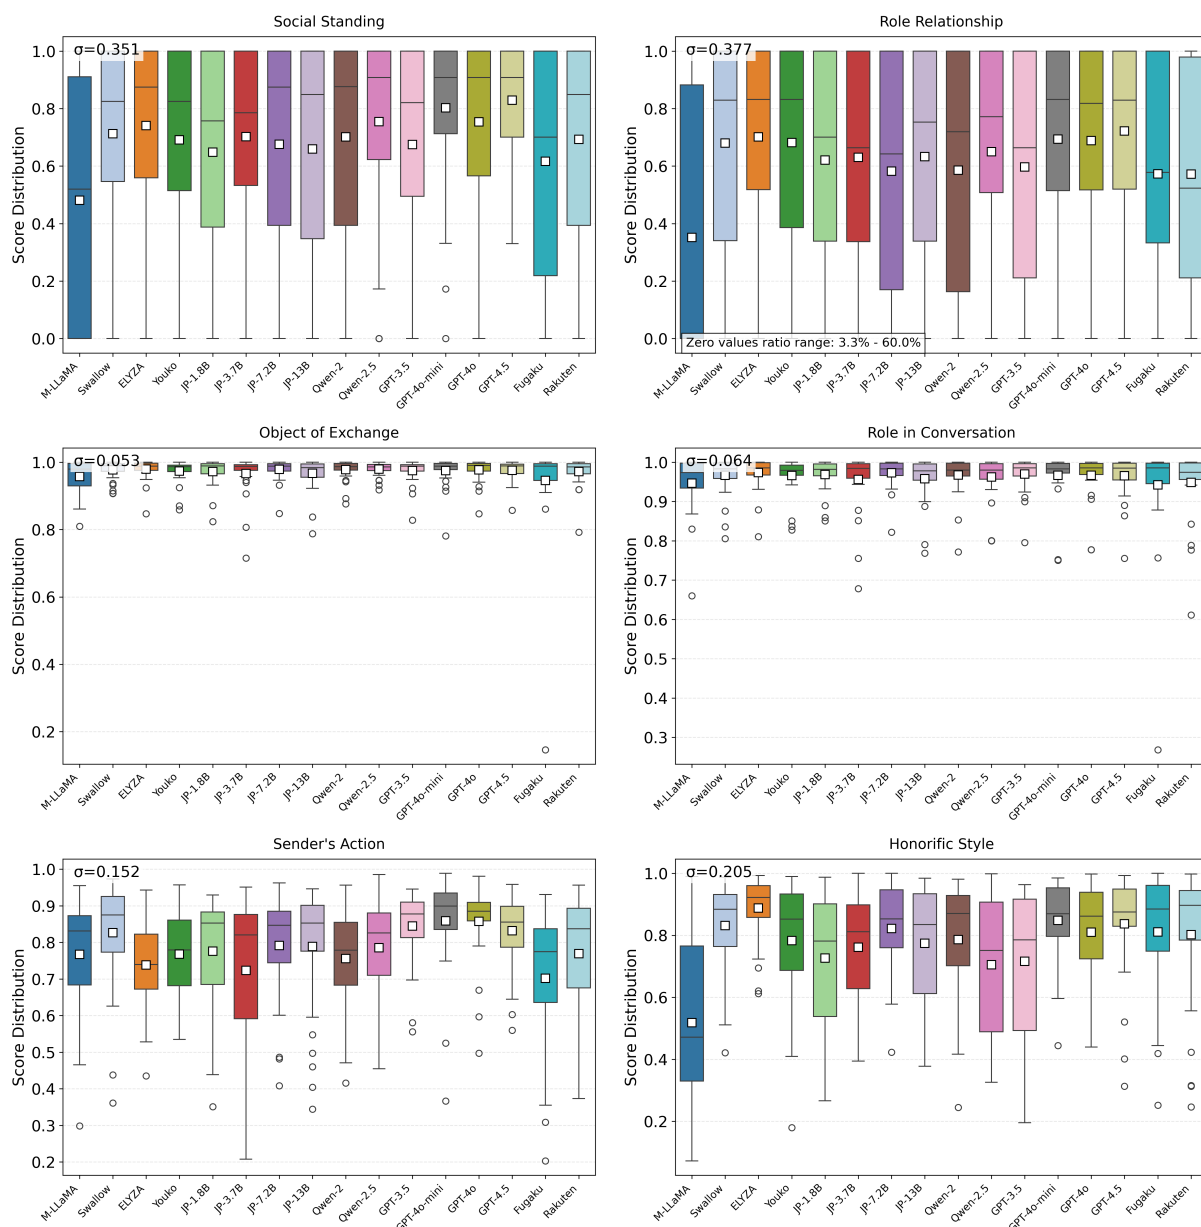 Social Standing
σ=0.351
Score Distribution
1.0
0.8
0.6
0.4
0.2
0.0
M-LLaMA
Swallow
ELYZA
Youko
JP-1.8B
JP-3.7B
JP-7.2B
JP-13B
Qwen-2
Qwen-2.5
GPT-3.5
GPT-4o-mini
GPT-4o
GPT-4.5
Fugaku
Rakuten
Role Relationship
σ=0.377
Score Distribution
1.0
0.8
0.6
0.4
0.2
0.0
Zero values ratio range: 3.3% - 60.0%
M-LLaMA
Swallow
ELYZA
Youko
JP-1.8B
JP-3.7B
JP-7.2B
JP-13B
Qwen-2
Qwen-2.5
GPT-3.5
GPT-4o-mini
GPT-4o
GPT-4.5
Fugaku
Rakuten
Object of Exchange
σ=0.053
Score Distribution
1.0
0.8
0.6
0.4
0.2
M-LLaMA
Swallow
ELYZA
Youko
JP-1.8B
JP-3.7B
JP-7.2B
JP-13B
Qwen-2
Qwen-2.5
GPT-3.5
GPT-4o-mini
GPT-4o
GPT-4.5
Fugaku
Rakuten
Role in Conversation
σ=0.064
Score Distribution
1.0
0.9
0.8
0.7
0.6
0.5
0.4
0.3
M-LLaMA
Swallow
ELYZA
Youko
JP-1.8B
JP-3.7B
JP-7.2B
JP-13B
Qwen-2
Qwen-2.5
GPT-3.5
GPT-4o-mini
GPT-4o
GPT-4.5
Fugaku
Rakuten
Sender's Action
σ=0.152
Score Distribution
1.0
0.9
0.8
0.7
0.6
0.5
0.4
0.3
0.2
M-LLaMA
Swallow
ELYZA
Youko
JP-1.8B
JP-3.7B
JP-7.2B
JP-13B
Qwen-2
Qwen-2.5
GPT-3.5
GPT-4o-mini
GPT-4o
GPT-4.5
Fugaku
Rakuten
Honorific Style
σ=0.205
Score Distribution
1.0
0.8
0.6
0.4
0.2
M-LLaMA
Swallow
ELYZA
Youko
JP-1.8B
JP-3.7B
JP-7.2B
JP-13B
Qwen-2
Qwen-2.5
GPT-3.5
GPT-4o-mini
GPT-4o
GPT-4.5
Fugaku
Rakuten